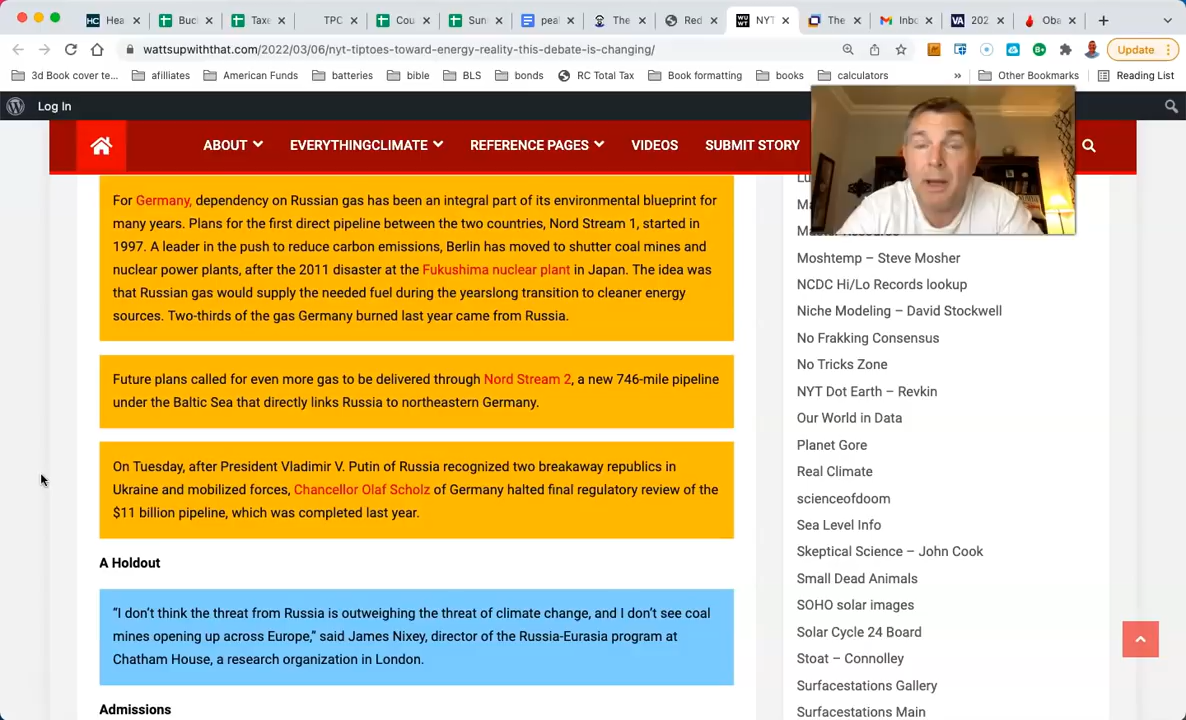 Hea
Buc
Taxe
TPC
Cou
Sun
peal
The
Red
NYT
The
Inbo
202
Oba
wattsupwiththat.com/2022/03/06/nyt-tiptoes-toward-energy-reality-this-debate-is-changing/
Update
3d Book cover te...
afilliates
American Funds
batteries
bible
BLS
bonds
RC Total Tax
Book formatting
books
calculators
»
Other Bookmarks
Reading List
Log In
ABOUT
EVERYTHINGCLIMATE
REFERENCE PAGES
VIDEOS
SUBMIT STORY
For Germany, dependency on Russian gas has been an integral part of its environmental blueprint for
many years. Plans for the first direct pipeline between the two countries, Nord Stream 1, started in
1997. A leader in the push to reduce carbon emissions, Berlin has moved to shutter coal mines and
nuclear power plants, after the 2011 disaster at the Fukushima nuclear plant in Japan. The idea was
that Russian gas would supply the needed fuel during the yearslong transition to cleaner energy
sources. Two-thirds of the gas Germany burned last year came from Russia.
Future plans called for even more gas to be delivered through Nord Stream 2, a new 746-mile pipeline
under the Baltic Sea that directly links Russia to northeastern Germany.
On Tuesday, after President Vladimir V. Putin of Russia recognized two breakaway republics in
Ukraine and mobilized forces, Chancellor Olaf Scholz of Germany halted final regulatory review of the
$11 billion pipeline, which was completed last year.
A Holdout
“I don’t think the threat from Russia is outweighing the threat of climate change, and I don’t see coal
mines opening up across Europe,” said James Nixey, director of the Russia-Eurasia program at
Chatham House, a research organization in London.
Admissions
Moshtemp – Steve Mosher
NCDC Hi/Lo Records lookup
Niche Modeling – David Stockwell
No Frakking Consensus
No Tricks Zone
NYT Dot Earth – Revkin
Our World in Data
Planet Gore
Real Climate
scienceofdoom
Sea Level Info
Skeptical Science – John Cook
Small Dead Animals
SOHO solar images
Solar Cycle 24 Board
Stoat – Connolley
Surfacestations Gallery
Surfacestations Main